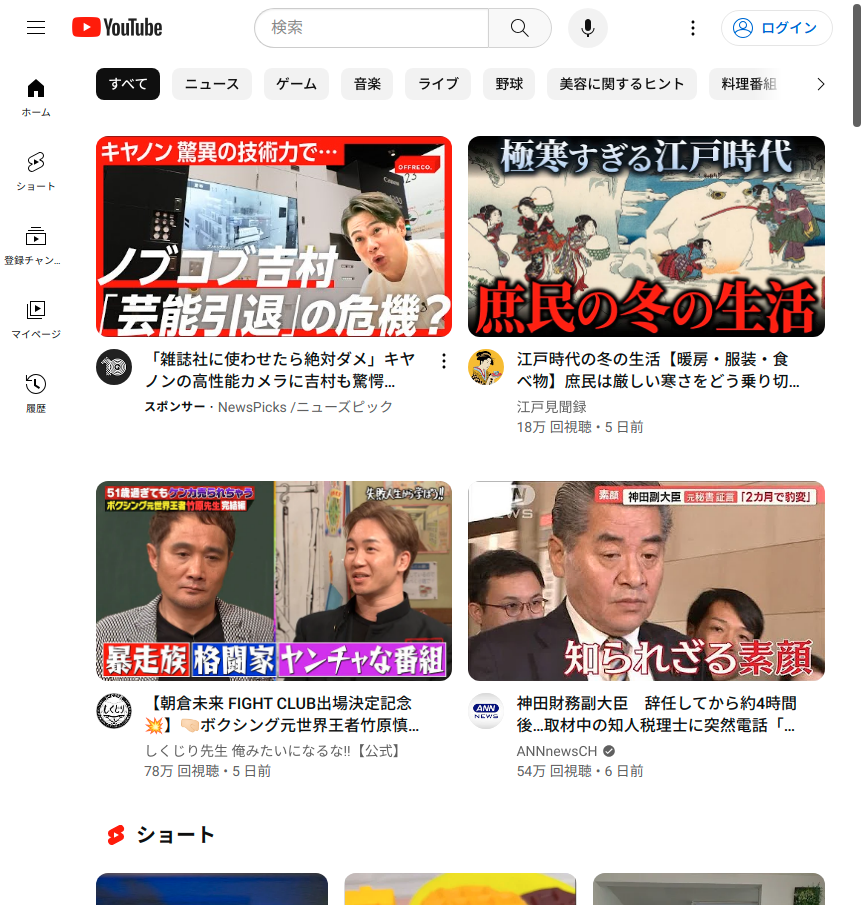 YouTube
検索
ログイン
すべて
ニュース
ゲーム
音楽
ライブ
野球
美容に関するヒント
料理番組
ホーム
ショート
登録チャン...
マイページ
履歴
キヤノン 驚異の技術力で…
OFFRECO.
Canon
ノブコブ吉村
「芸能引退」の危機?
「雑誌社に使わせたら絶対ダメ」キヤ
ノンの高性能カメラに吉村も驚愕...
スポンサー・NewsPicks /ニューズピック
極寒すぎる江戸時代
庶民の冬の生活
江戸時代の冬の生活【暖房・服装・食
べ物】庶民は厳しい寒さをどう乗り切...
江戸見聞録
18万 回視聴・5 日前
51歳過ぎてもケンカ売られちゃう
ボクシング元世界王者竹原先生完結編
失敗人生から学ぼう!!
暴走族 格闘家 ヤンチャな番組
しくじり
【朝倉未来 FIGHT CLUB出場決定記念
💥】🤜🏻ボクシング元世界王者竹原慎...
しくじり先生 俺みたいになるな!!【公式】
78万 回視聴・5 日前
素顔 神田副大臣 元秘書証言「2カ月で豹変」
NEWS
知られざる素顔
ANN
NEWS
神田財務副大臣 辞任してから約4時間
後...取材中の知人税理士に突然電話「...
ANNnewsCH
54万 回視聴・6 日前
ショート